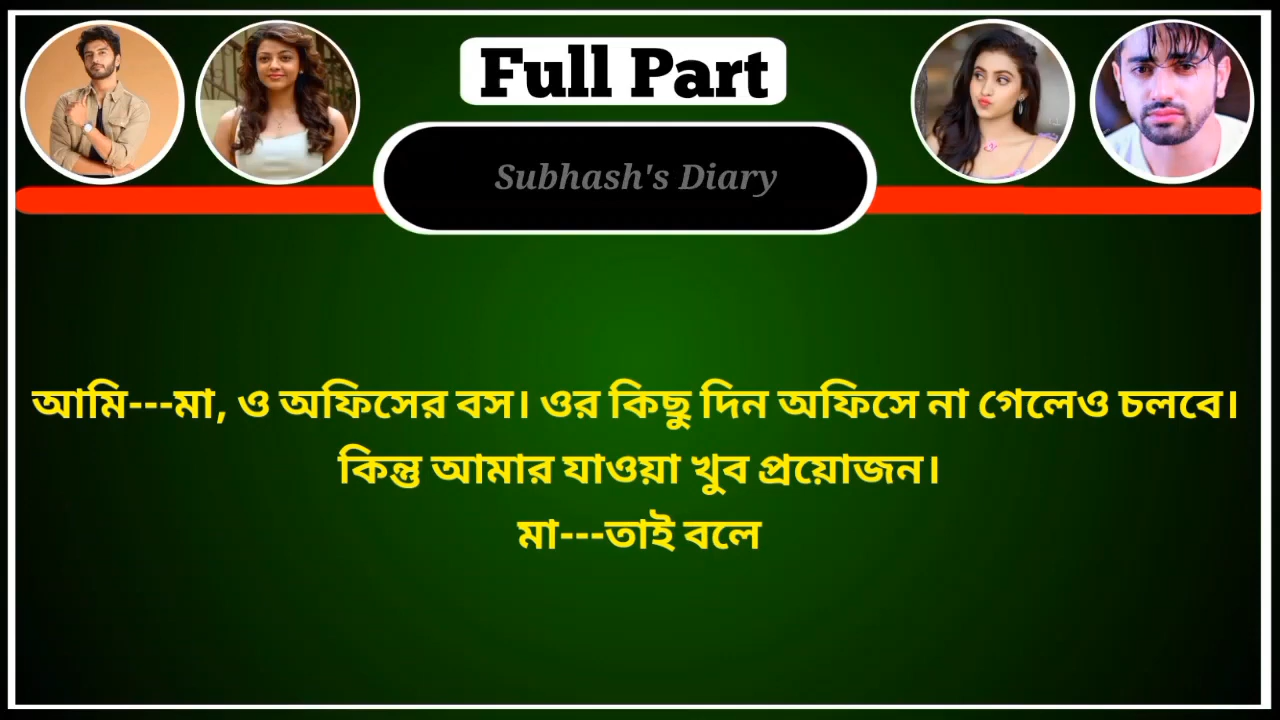 Full Part
Subhash's Diary
আমি---মা, ও অফিসের বস। ওর কিছু দিন অফিসে না গেলেও চলবে।
কিন্তু আমার যাওয়া খুব প্রয়োজন।
মা---তাই বলে